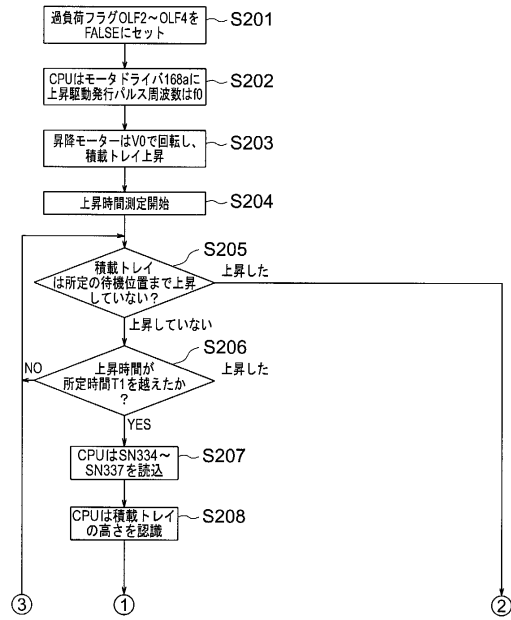 過負荷フラグOLF2～OLF4を
FALSEにセット
S201
CPUはモータドライバ168aに
上昇駆動発行パルス周波数はf0
S202
昇降モーターはV0で回転し、
積載トレイ上昇
S203
上昇時間測定開始
S204
S205
積載トレイ
は所定の待機位置まで上昇
していない?
上昇した
上昇していない
S206
上昇時間が
所定時間T1を越えたか
?
NO
上昇した
YES
CPUはSN334～
SN337を読込
S207
CPUは積載トレイ
の高さを認識
S208
③
①
②